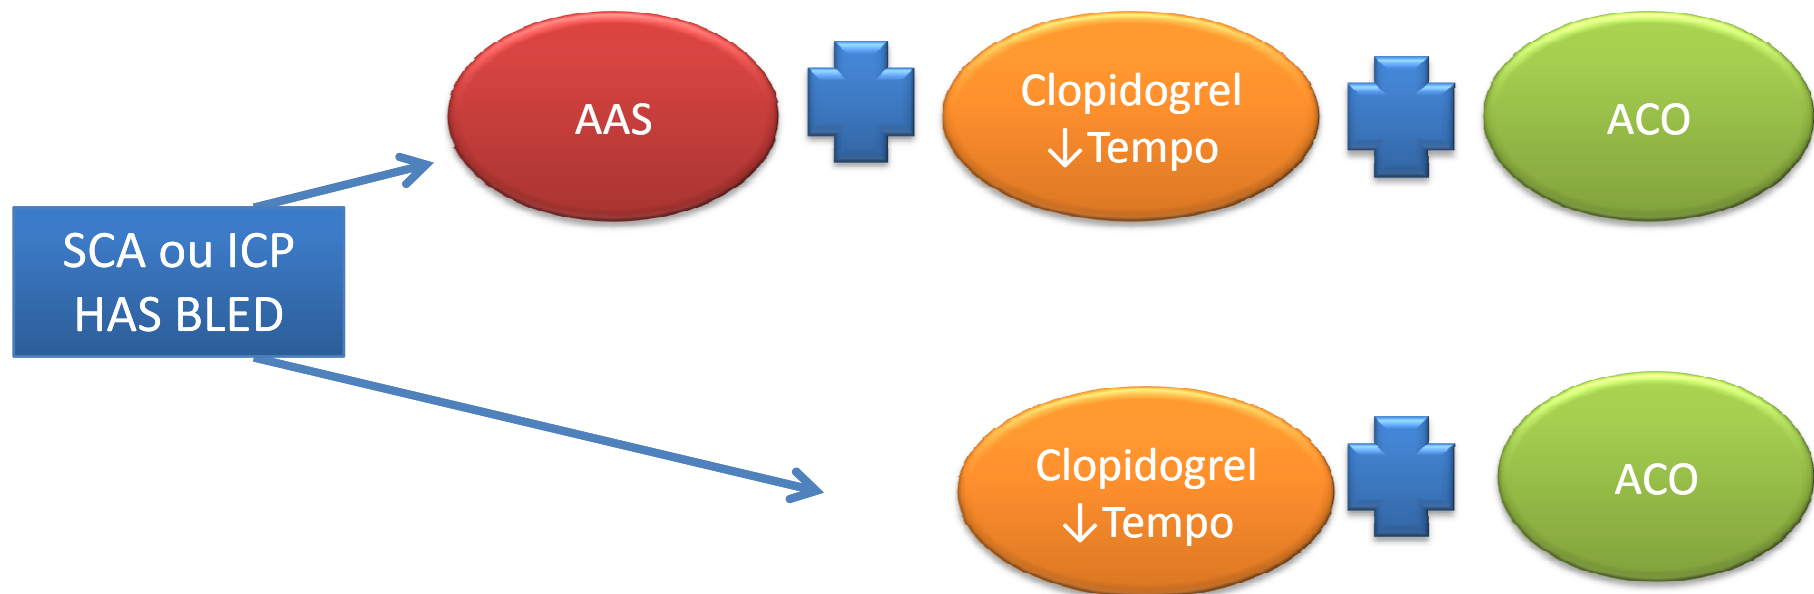 AAS
Clopidogrel
↓Tempo
ACO
SCA ou ICP
HAS BLED
Clopidogrel
↓Tempo
ACO